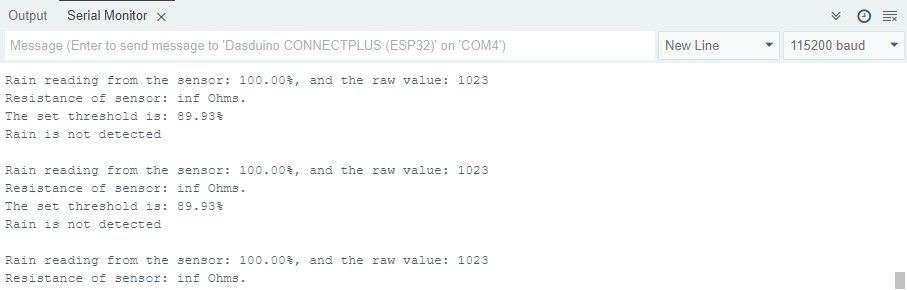 Output Serial Monitor
Message (Enter to send message to 'Dasduino CONNECTPLUS (ESP32)' on 'COM4') New Line 115200 baud
Rain reading from the sensor: 100.00%, and the raw value: 1023
Resistance of sensor: inf Ohms.
The set threshold is: 89.93%
Rain is not detected
Rain reading from the sensor: 100.00%, and the raw value: 1023
Resistance of sensor: inf Ohms.
The set threshold is: 89.93%
Rain is not detected
Rain reading from the sensor: 100.00%, and the raw value: 1023
Resistance of sensor: inf Ohms.